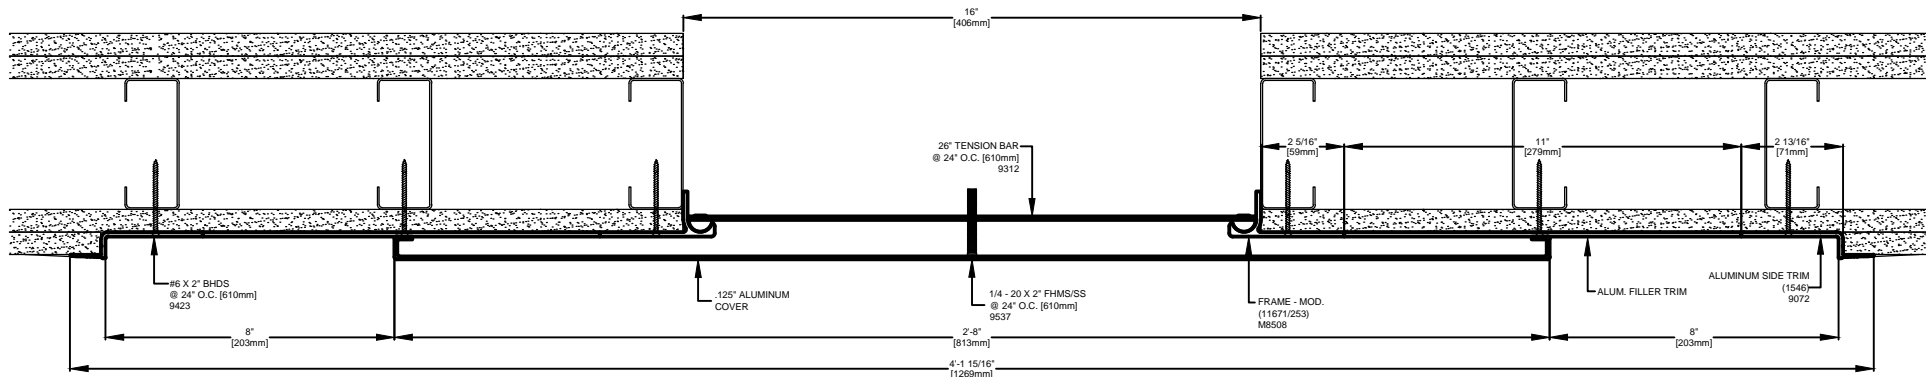 16"
[406mm]
26" TENSION BAR
@ 24" O.C. [610mm]
9312
2 5/16"
[59mm]
11"
[279mm]
2 13/16"
[71mm]
#6 X 2" BHDS
@ 24" O.C. [610mm]
9423
.125" ALUMINUM
COVER
1/4 - 20 X 2" FHMS/SS
@ 24" O.C. [610mm]
9537
FRAME - MOD.
(11671/253)
M8508
ALUM. FILLER TRIM
ALUMINUM SIDE TRIM
(1546)
9072
8"
[203mm]
2'-8"
[813mm]
8"
[203mm]
4'-1 15/16"
[1269mm]